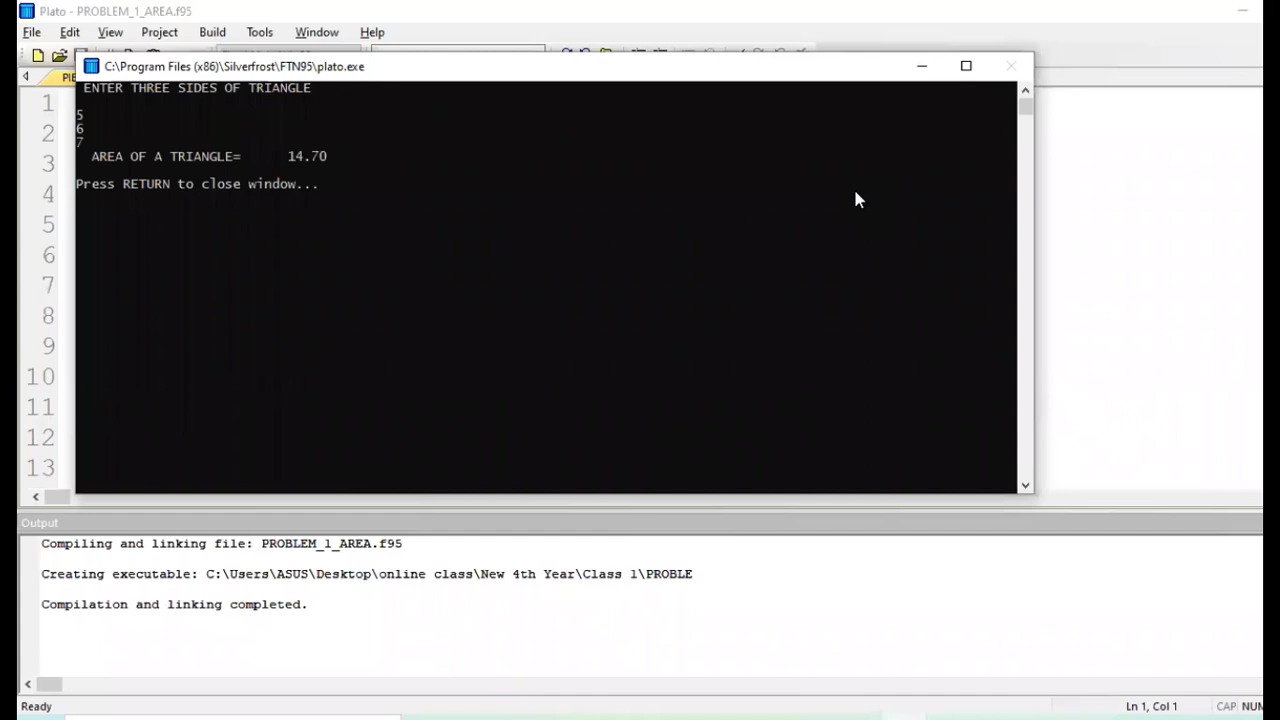 Plato - PROBLEM_1_AREA.f95
File Edit View Project Build Tools Window Help
C:\Program Files (x86)\Silverfrost\FTN95\plato.exe
ENTER THREE SIDES OF TRIANGLE
5
6
7
AREA OF A TRIANGLE= 14.70
Press RETURN to close window...
1
2
3
4
5
6
7
8
9
10
11
12
13
Output
Compiling and linking file: PROBLEM_1_AREA.f95
Creating executable: C:\Users\ASUS\Desktop\online class\New 4th Year\Class 1\PROBLE
Compilation and linking completed.
Ready
Ln 1, Col 1
CAP NUM